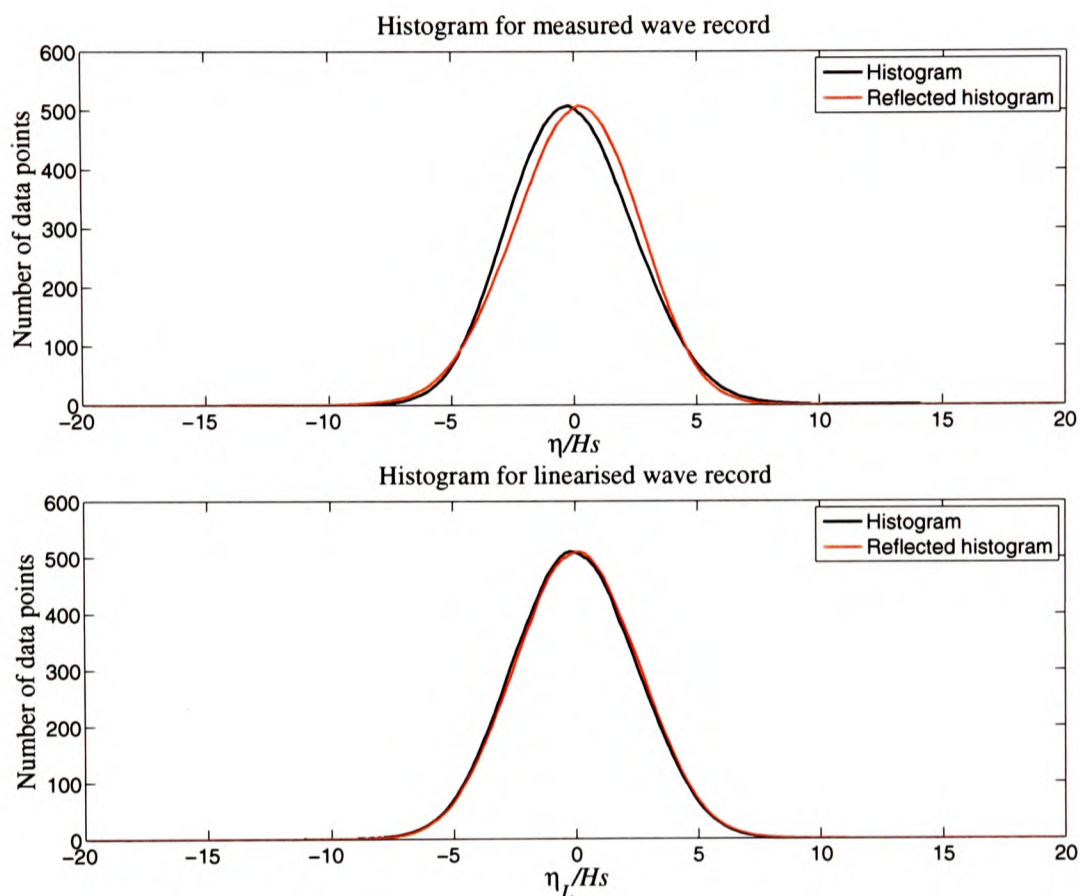 Histogram for measured wave record
600
500
400
300
200
100
0
Number of data points
Histogram
Reflected histogram
−20 −15 −10 −5 0 5 10 15 20
η/Hs
Histogram for linearised wave record
600
500
400
300
200
100
0
Number of data points
Histogram
Reflected histogram
−20 −15 −10 −5 0 5 10 15 20
η_L/Hs